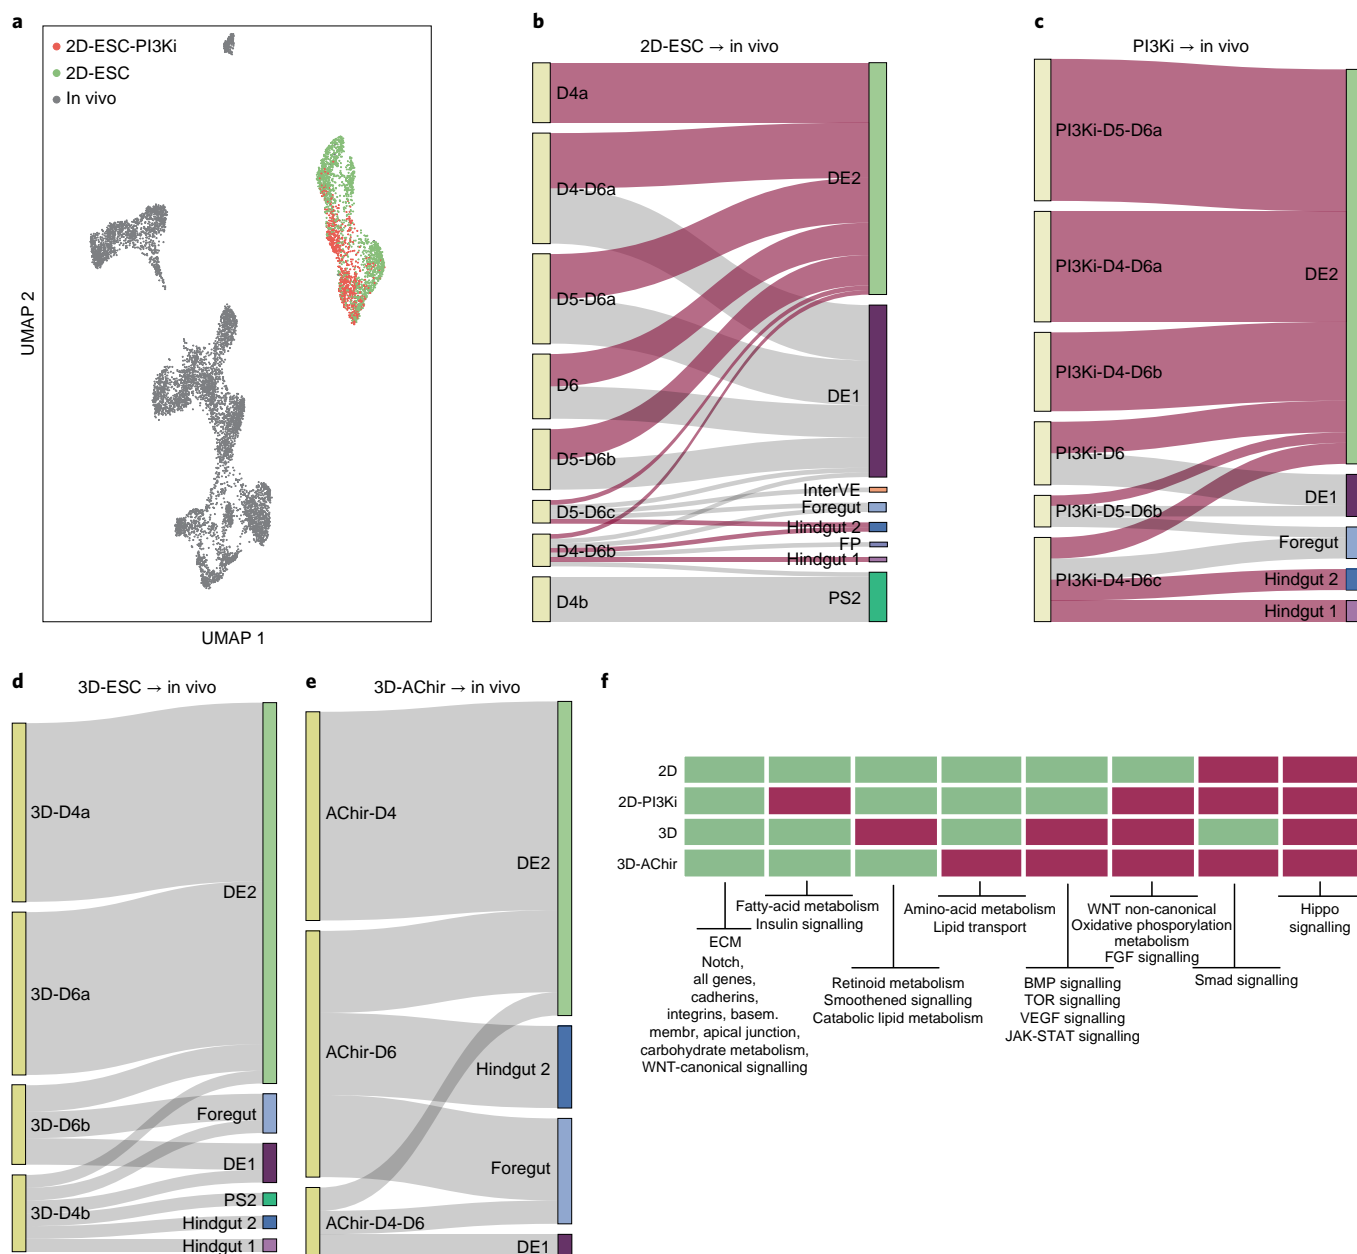 a
2D-ESC-PI3Ki
2D-ESC
In vivo
UMAP 2
UMAP 1
b
2D-ESC → in vivo
D4a
D4-D6a
D5-D6a
D6
D5-D6b
D5-D6c
D4-D6b
D4b
DE2
DE1
InterVE
Foregut
Hindgut 2
FP
Hindgut 1
PS2
c
PI3Ki → in vivo
PI3Ki-D5-D6a
PI3Ki-D4-D6a
PI3Ki-D4-D6b
PI3Ki-D6
PI3Ki-D5-D6b
PI3Ki-D4-D6c
DE2
DE1
Foregut
Hindgut 2
Hindgut 1
d
3D-ESC → in vivo
3D-D4a
3D-D6a
3D-D6b
3D-D4b
DE2
Foregut
DE1
PS2
Hindgut 2
Hindgut 1
e
3D-AChir → in vivo
AChir-D4
AChir-D6
AChir-D4-D6
DE2
Hindgut 2
Foregut
DE1
f
2D
2D-PI3Ki
3D
3D-AChir
ECM
Notch,
all genes,
cadherins,
integrins, basem.
membr, apical junction,
carbohydrate metabolism,
WNT-canonical signalling
Fatty-acid metabolism
Insulin signalling
Retinoid metabolism
Smoothened signalling
Catabolic lipid metabolism
Amino-acid metabolism
Lipid transport
BMP signalling
TOR signalling
VEGF signalling
JAK-STAT signalling
WNT non-canonical
Oxidative phosporylation
metabolism
FGF signalling
Smad signalling
Hippo
signalling